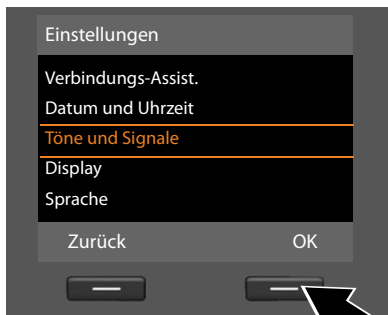 Einstellungen
Verbindungs-Assist.
Datum und Uhrzeit
Töne und Signale
Display
Sprache
Zurück OK